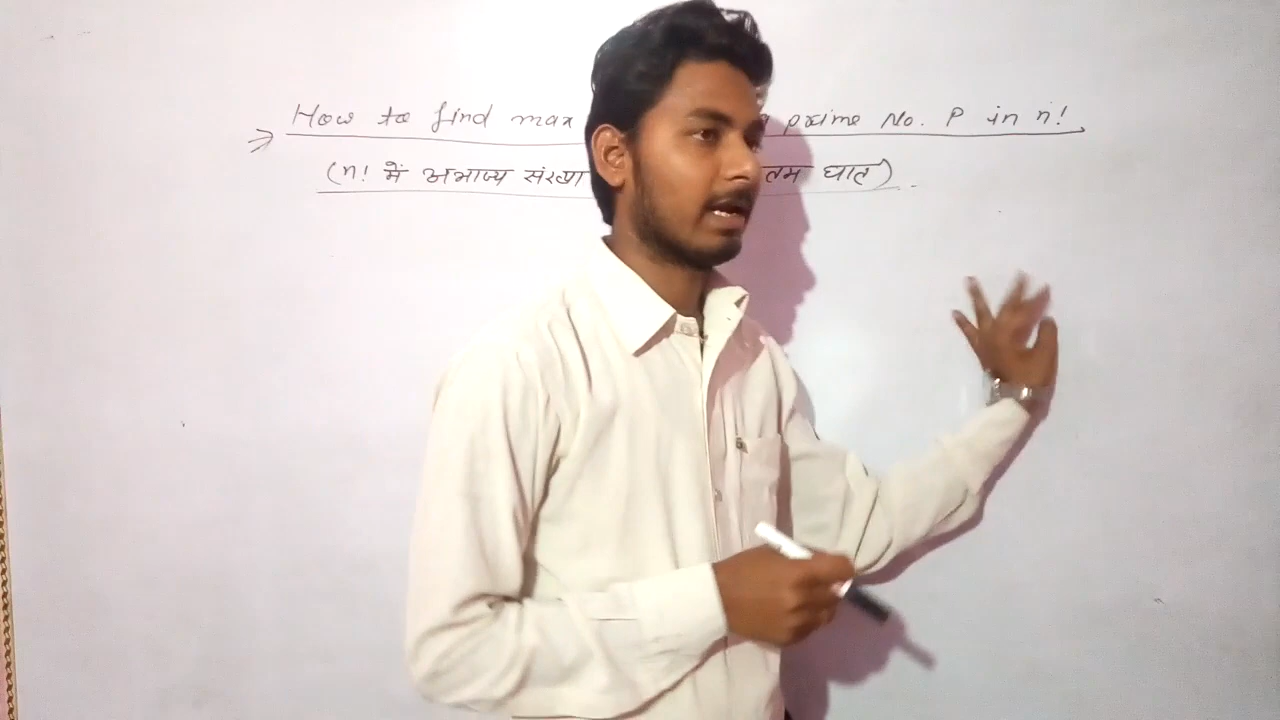 How to find max a prime No. P in n!
(n! में अभाज्य संख्या तम घात)